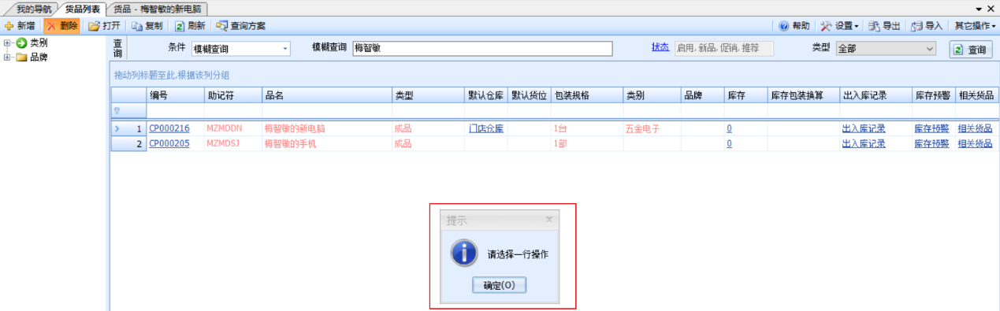 我的导航 货品列表 货品 - 梅智敏的新电脑
新增 删除 打开 复制 刷新 查询方案 帮助 设置 导出 导入 其它操作
类别
品牌
查询 条件 模糊查询 模糊查询 梅智敏 状态 启用, 新品, 促销, 推荐 类型 全部 查询
拖动列标题至此,根据该列分组
编号 助记符 品名 类型 默认仓库 默认货位 包装规格 类别 品牌 库存 库存包装换算 出入库记录 库存预警 相关货品
1 CP000216 MZMDDN 梅智敏的新电脑 成品 门店仓库 1台 五金电子 0 出入库记录 库存预警 相关货品
2 CP000205 MZMDSJ 梅智敏的手机 成品 1部 0 出入库记录 库存预警 相关货品
提示
请选择一行操作
确定(O)